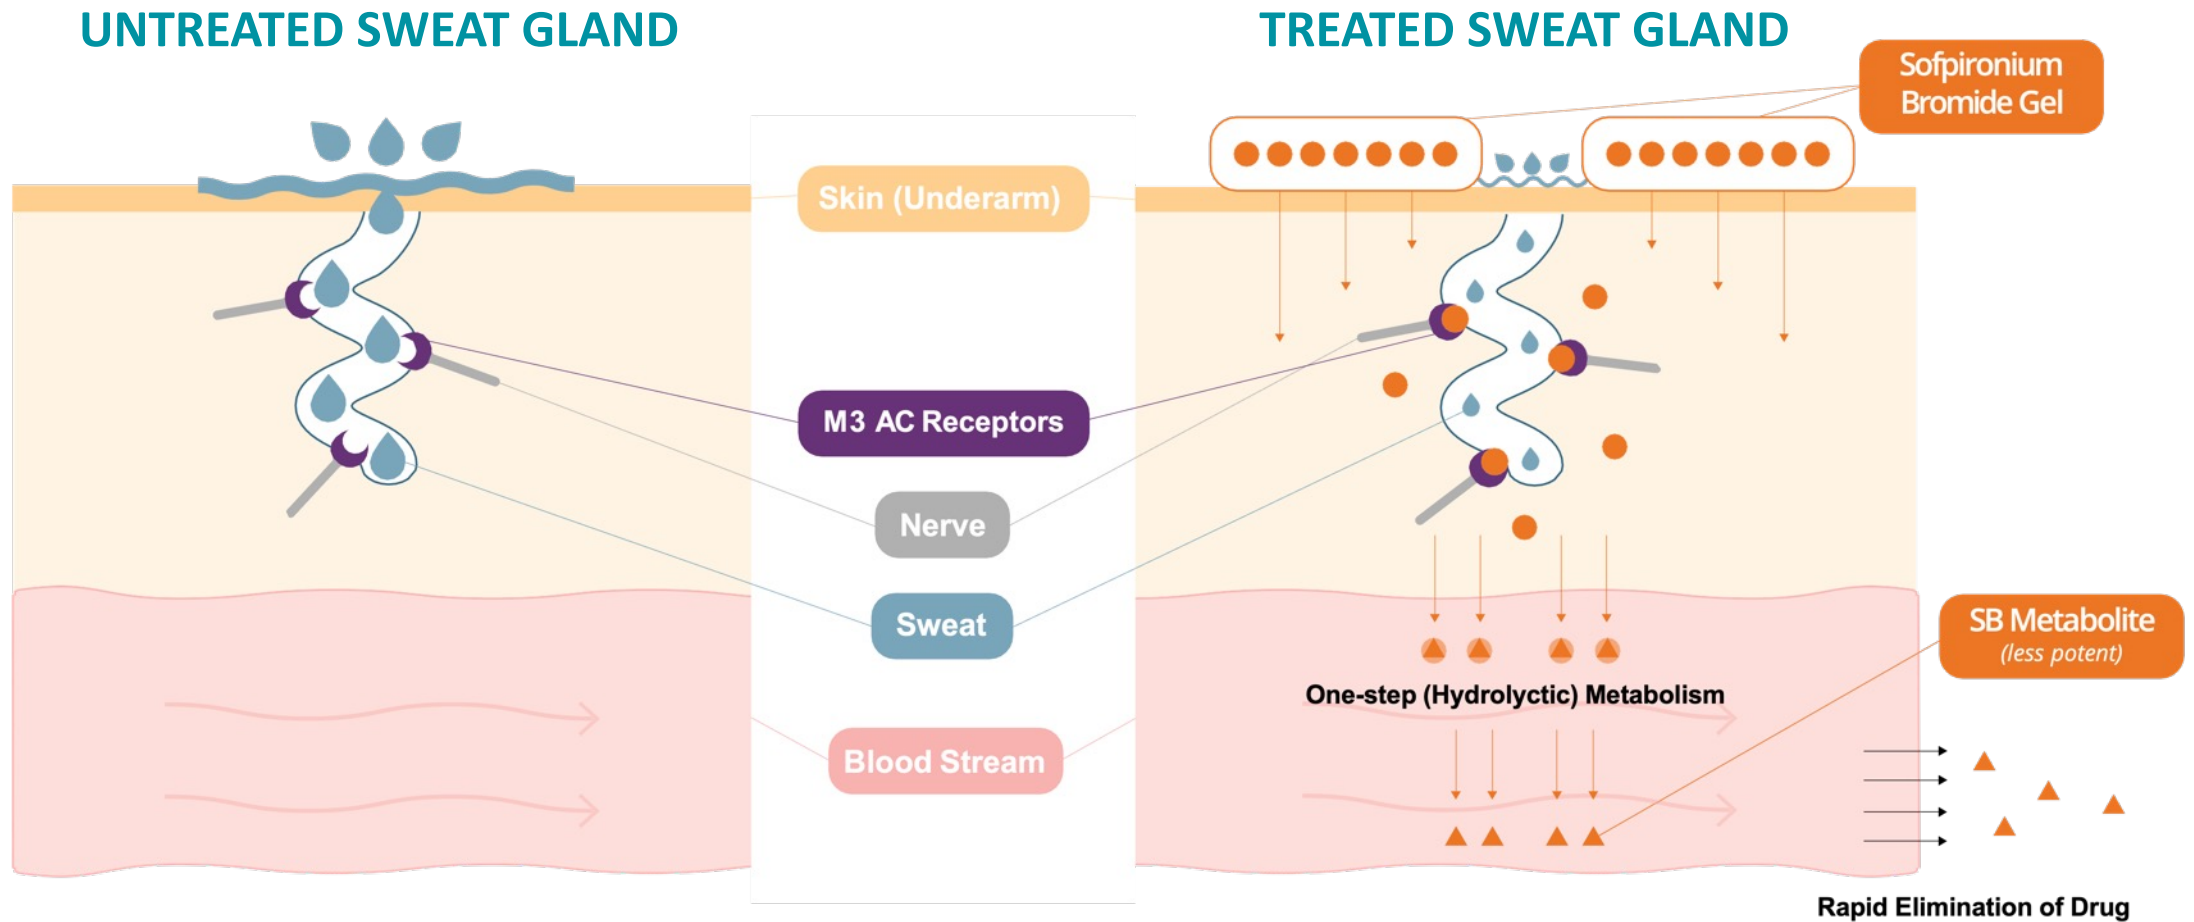 UNTREATED SWEAT GLAND
TREATED SWEAT GLAND
Sofpironium
Bromide Gel
Skin (Underarm)
M3 AC Receptors
Nerve
Sweat
SB Metabolite
(less potent)
One-step (Hydrolyctic) Metabolism
Blood Stream
Rapid Elimination of Drug